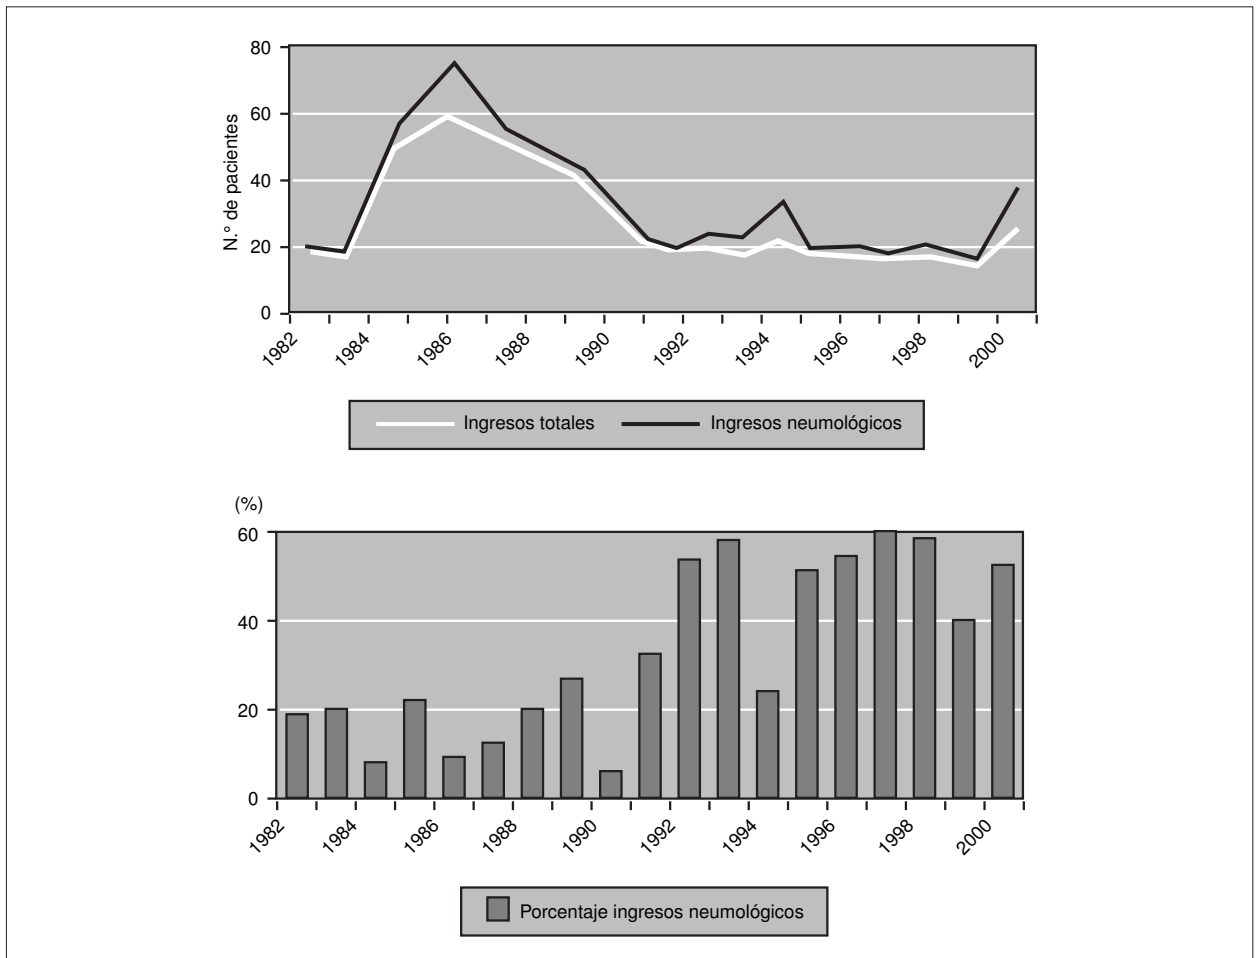 N.° de pacientes
80
60
40
20
0
1982 1984 1986 1988 1990 1992 1994 1996 1998 2000
Ingresos totales Ingresos neumológicos
(%)
60
40
20
0
1982 1984 1986 1988 1990 1992 1994 1996 1998 2000
Porcentaje ingresos neumológicos